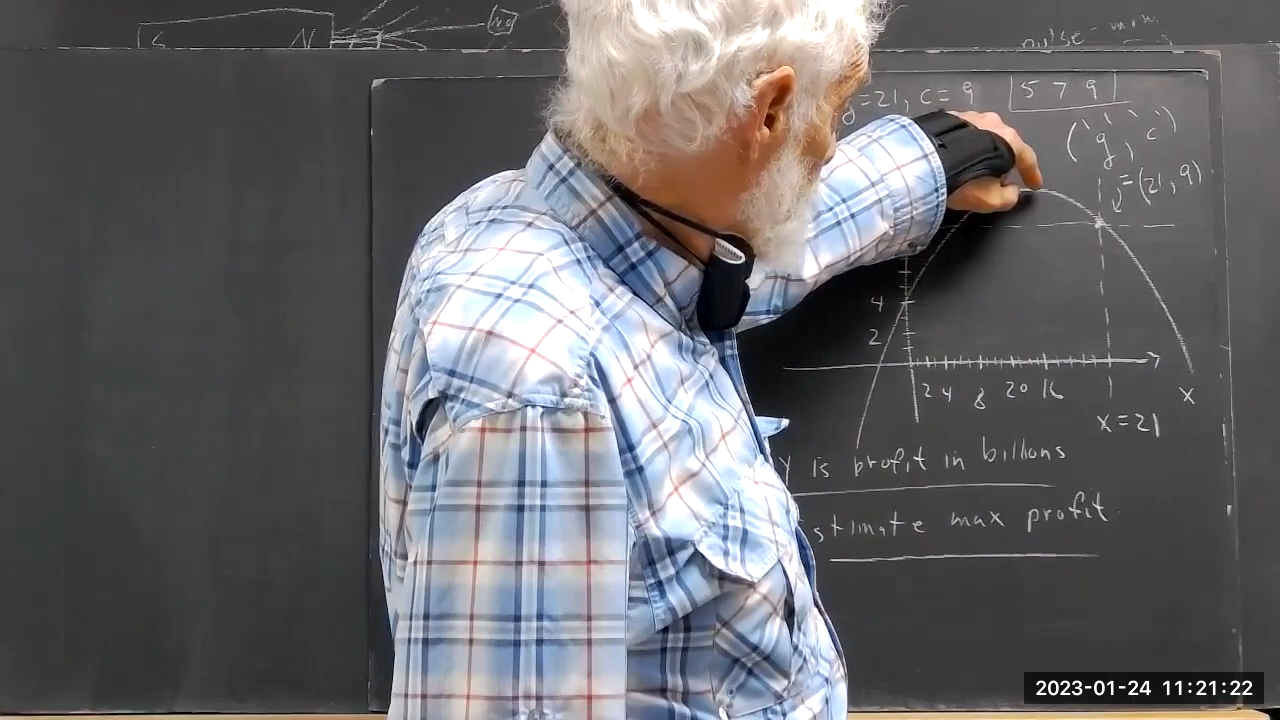 S N
pulse-
=21, c=9 5 7 9
(g, c)
=(21, 9)
4
2
2 4 8 20 16
x
x=21
Y is profit in billions
stimate max profit
2023-01-24 11:21:22